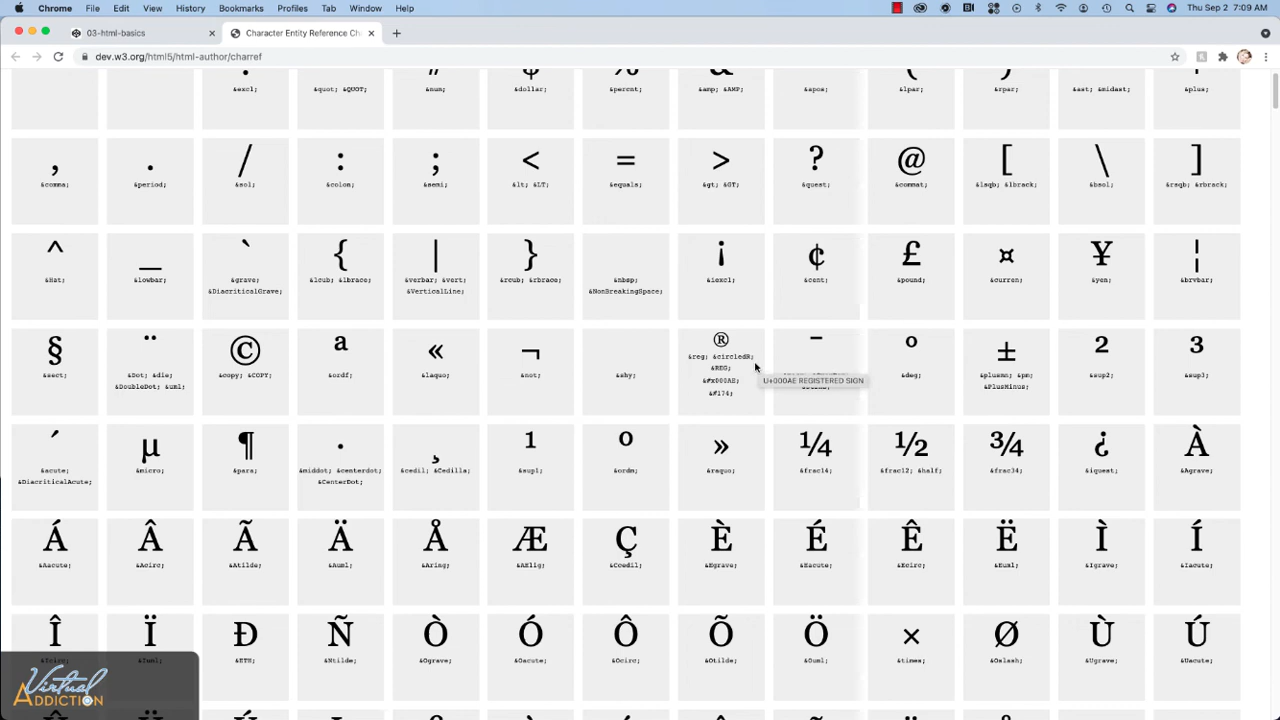 Chrome File Edit View History Bookmarks Profiles Tab Window Help Thu Sep 2 7:09 AM
03-html-basics Character Entity Reference Ch
dev.w3.org/html5/html-author/charref
&excl; &quot; &QUOT; &num; &dollar; &percnt; &amp; &AMP; &apos; &lpar; &rpar; &ast; &midast; &plus;
, . / : ; < = > ? @ [ \ ]
&comma; &period; &sol; &colon; &semi; &lt; &LT; &equals; &gt; &GT; &quest; &commat; &lsqb; &lbrack; &bsol; &rsqb; &rbrack;
^ _ ` { | } ¡ ¢ £ ¤ ¥ ¦
&Hat; &lowbar; &grave; &lcub; &lbrace; &verbar; &vert; &rcub; &rbrace; &nbsp; &iexcl; &cent; &pound; &curren; &yen; &brvbar;
&DiacriticalGrave; &VerticalLine; &NonBreakingSpace;
§ ¨ © ª « ¬ ® ¯ ° ± ² ³
&reg; &circledR;
&REG;
&sect; &Dot; &die; &copy; &COPY; &ordf; &laquo; &not; &shy; &deg; &plusmn; &pm; &sup2; &sup3;
&#x000AE; U+000AE REGISTERED SIGN
&DoubleDot; &uml; &PlusMinus;
&#174;
´ µ ¶ · ¸ ¹ º » ¼ ½ ¾ ¿ À
&acute; &micro; &para; &middot; &centerdot; &cedil; &Cedilla; &sup1; &ordm; &raquo; &frac14; &frac12; &half; &frac34; &iquest; &Agrave;
&DiacriticalAcute; &CenterDot;
Á Â Ã Ä Å Æ Ç È É Ê Ë Ì Í
&Aacute; &Acirc; &Atilde; &Auml; &Aring; &AElig; &Ccedil; &Egrave; &Eacute; &Ecirc; &Euml; &Igrave; &Iacute;
Î Ï Ð Ñ Ò Ó Ô Õ Ö × Ø Ù Ú
&Icirc; &Iuml; &ETH; &Ntilde; &Ograve; &Oacute; &Ocirc; &Otilde; &Ouml; &times; &Oslash; &Ugrave; &Uacute;
Virtual
ADDICTION